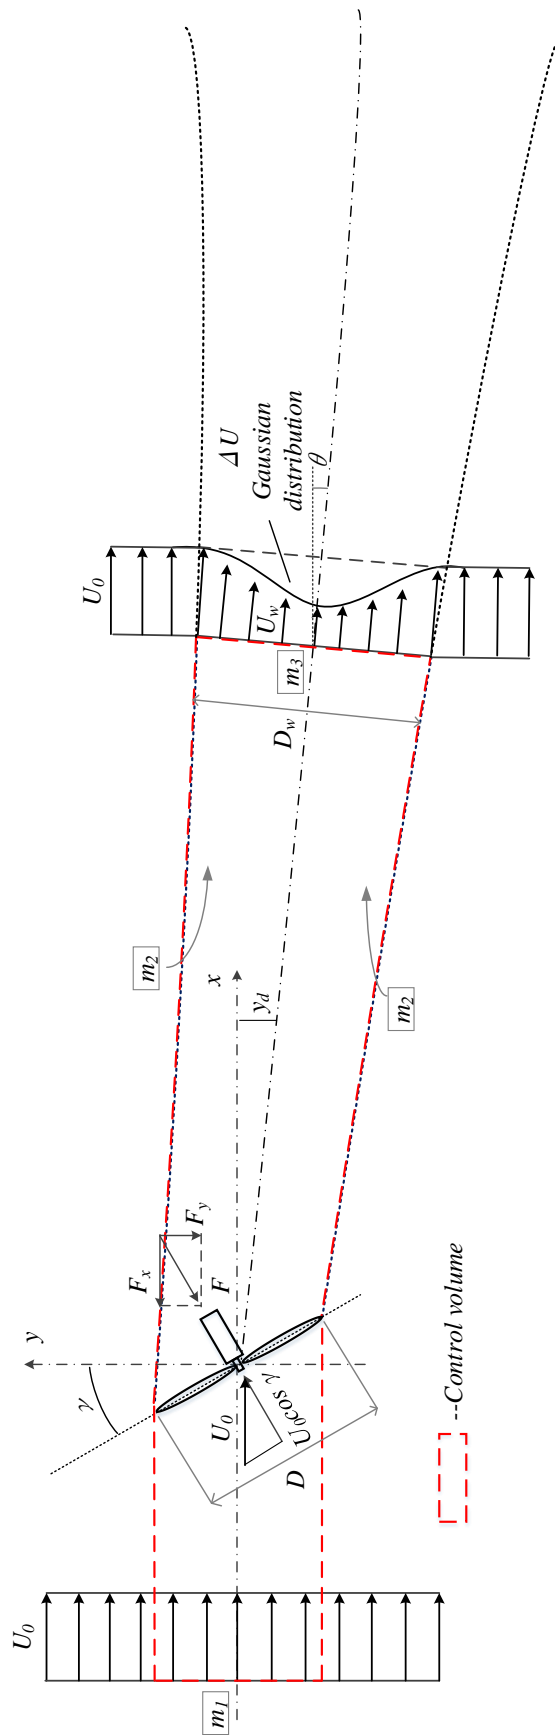 U0
m1
D
U0
U0cos γ
γ
y
F
Fx
Fy
x
yd
m2
m2
Dw
m3
Uw
U0
θ
ΔU
Gaussian
distribution
--Control volume